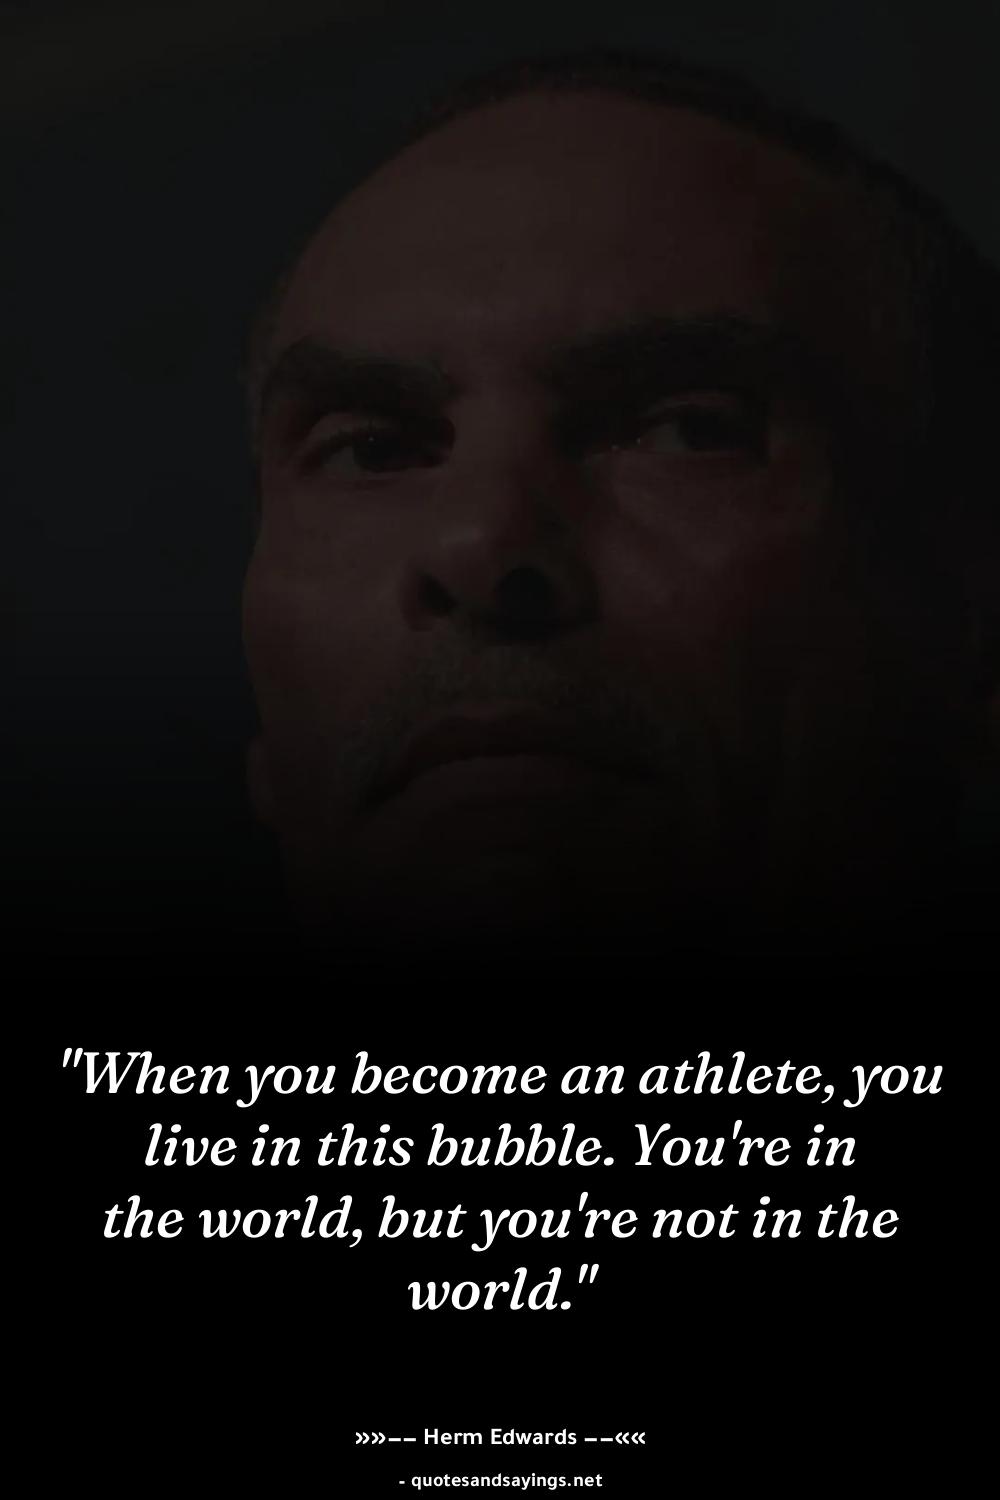 "When you become an athlete, you
live in this bubble. You're in
the world, but you're not in the
world."
»»–– Herm Edwards ––««
- quotesandsayings.net